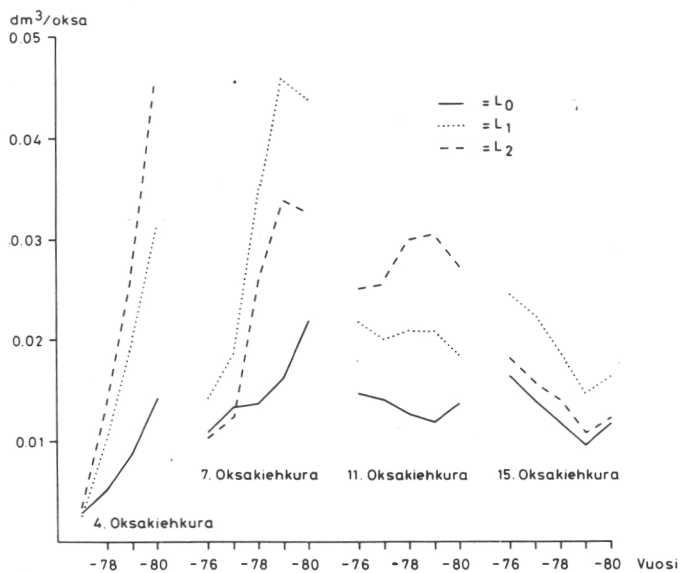 dm³/oksa
0.05
= L0
0.04
= L1
= L2
0.03
0.02
0.01
7. Oksakiehkura 11. Oksakiehkura 15. Oksakiehkura
4. Oksakiehkura
-78 -80 -76 -78 -80 -76 -78 -80 -76 -78 -80 Vuosi